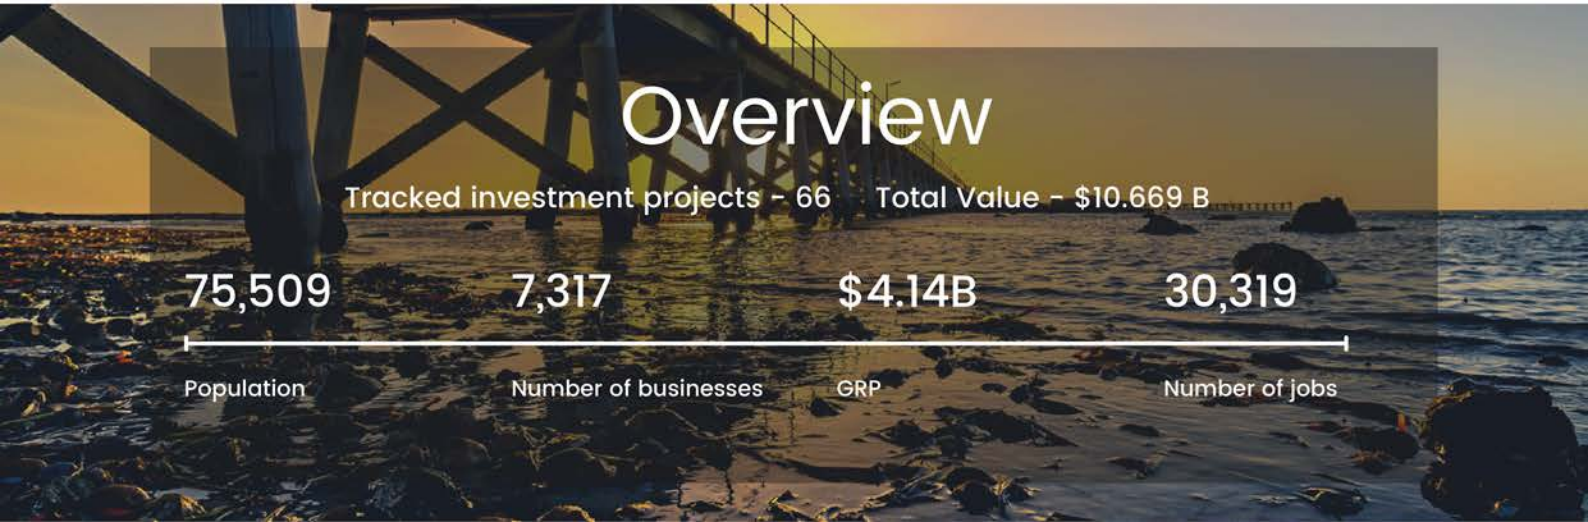 Overview
Tracked investment projects - 66 Total Value - $10.669 B
75,509 7,317 $4.14B 30,319
Population Number of businesses GRP Number of jobs